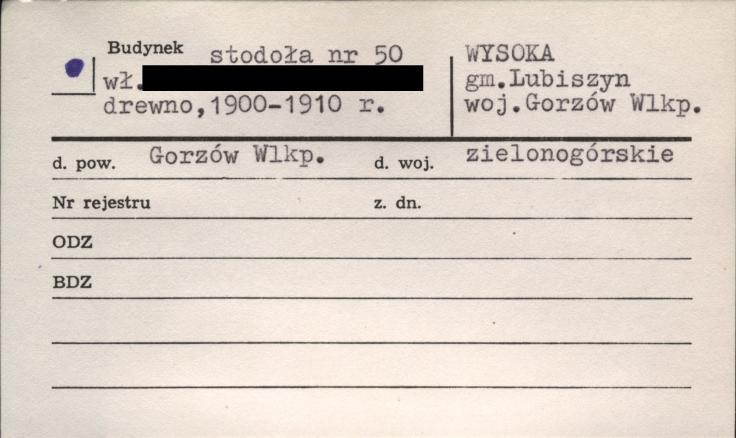 Budynek stodoła nr 50
wł.
drewno,1900-1910 r.
WYSOKA
gm.Lubiszyn
woj.Gorzów Wlkp.
d. pow. Gorzów Wlkp. d. woj. zielonogórskie
Nr rejestru z. dn.
ODZ
BDZ